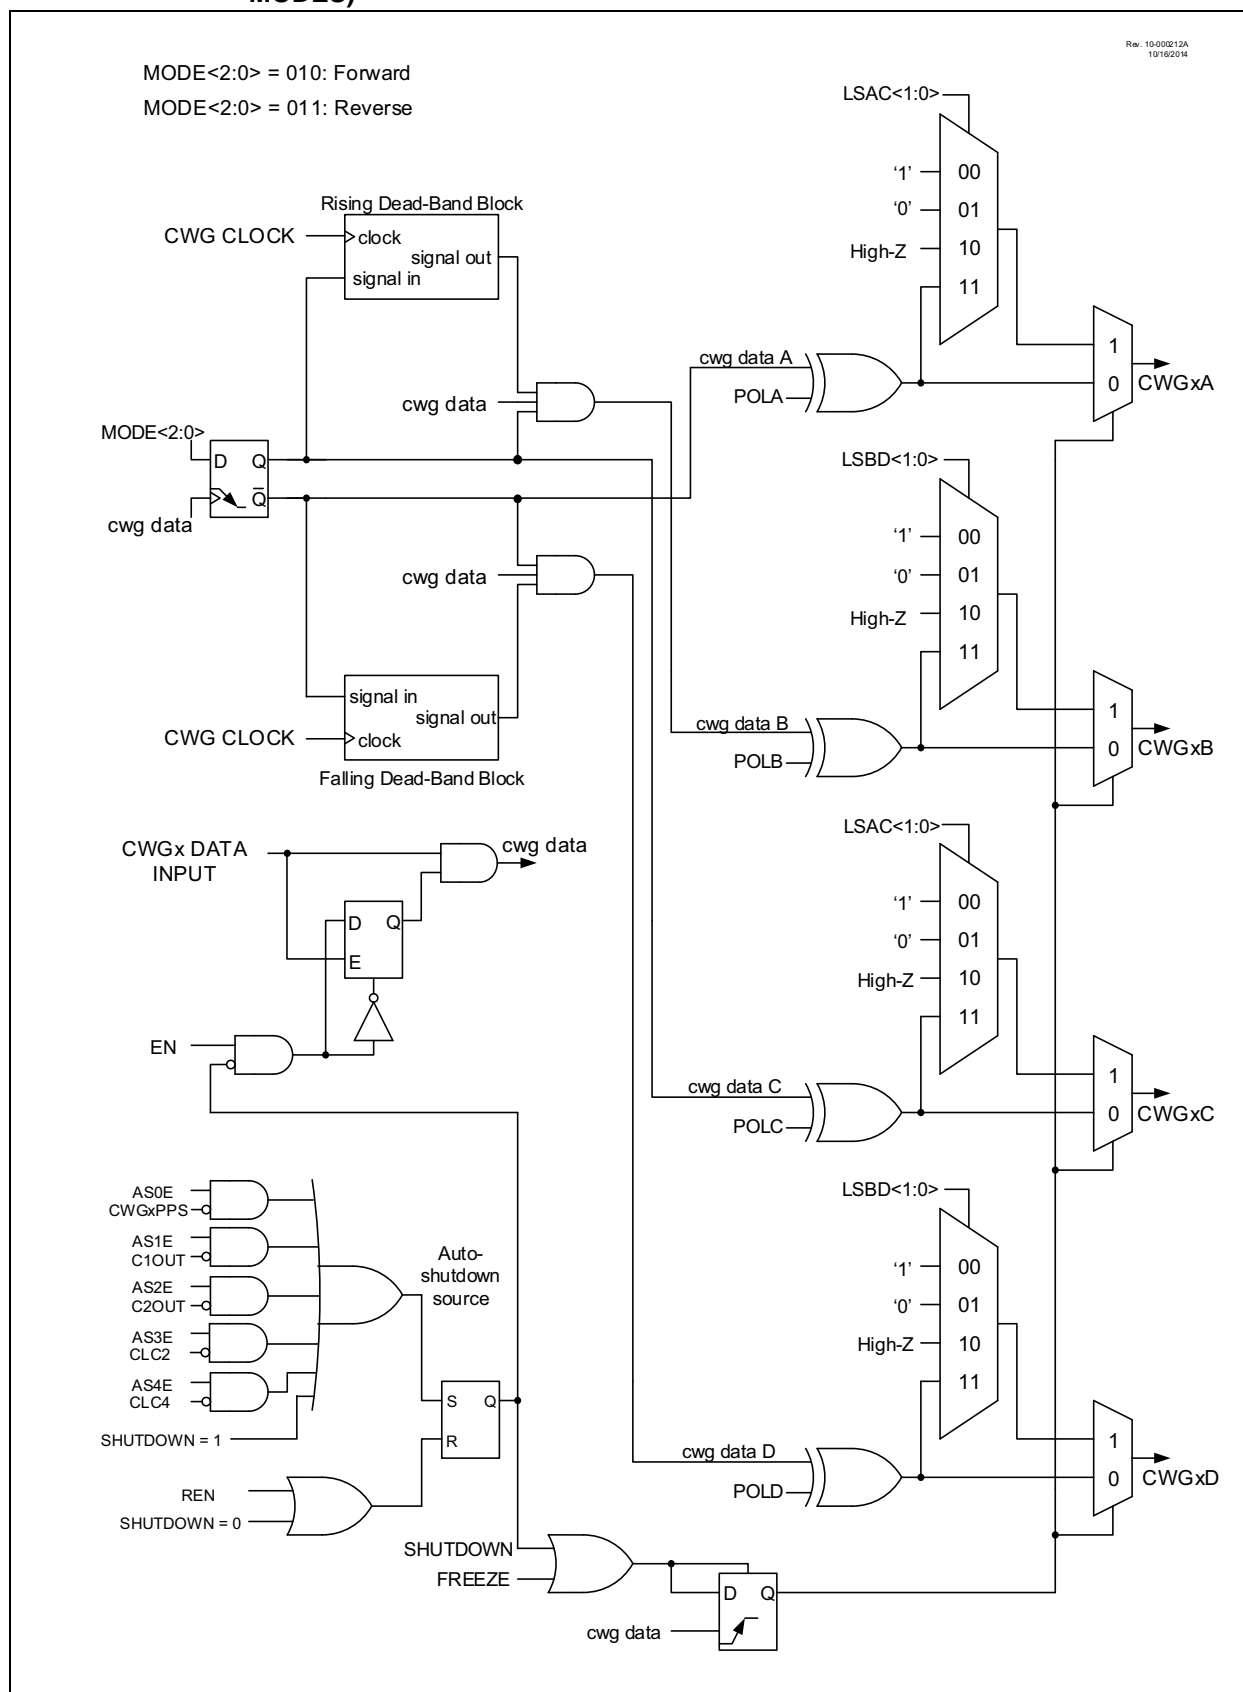 MODES)
Rev. 10-000212A
10/16/2014
MODE<2:0> = 010: Forward
MODE<2:0> = 011: Reverse
LSAC<1:0>
'1'
00
'0'
01
High-Z
10
11
1
0
CWGxA
Rising Dead-Band Block
CWG CLOCK
clock
signal out
signal in
cwg data A
POLA
cwg data
MODE<2:0>
D
Q
Q
cwg data
LSBD<1:0>
'1'
00
'0'
01
High-Z
10
11
1
0
CWGxB
cwg data
signal in
signal out
CWG CLOCK
clock
Falling Dead-Band Block
cwg data B
POLB
CWGx DATA
INPUT
cwg data
D
Q
E
EN
LSAC<1:0>
'1'
00
'0'
01
High-Z
10
11
1
0
CWGxC
cwg data C
POLC
AS0E
CWGxPPS
AS1E
C1OUT
AS2E
C2OUT
AS3E
CLC2
AS4E
CLC4
SHUTDOWN = 1
Auto-
shutdown
source
S
Q
R
REN
SHUTDOWN = 0
LSBD<1:0>
'1'
00
'0'
01
High-Z
10
11
1
0
CWGxD
cwg data D
POLD
SHUTDOWN
FREEZE
D
Q
cwg data